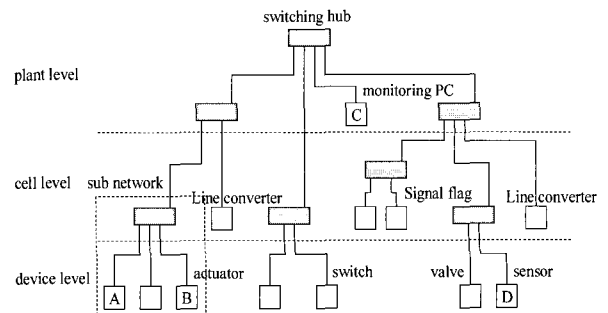 switching hub
plant level
monitoring PC
C
cell level
sub network
Line converter
Signal flag
Line converter
device level
A
B
actuator
switch
valve
sensor
D